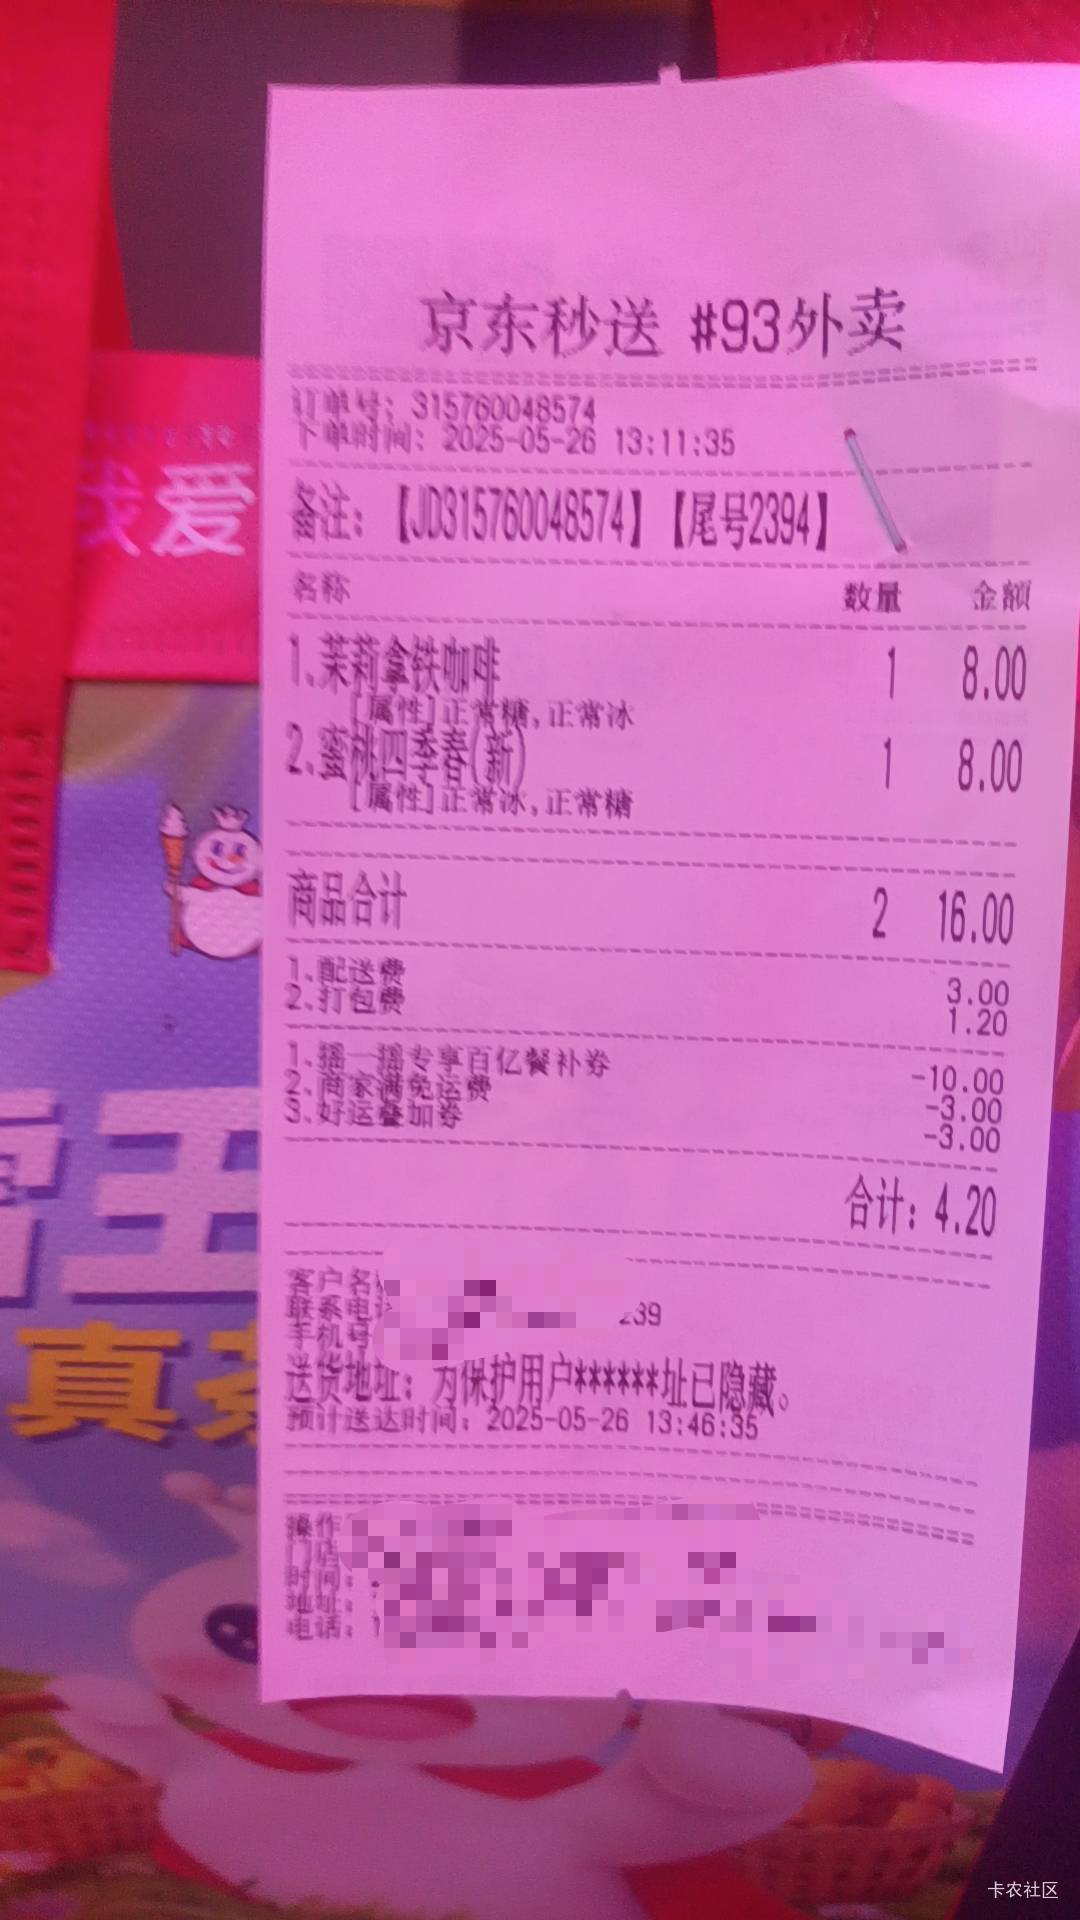 京东秒送 #93外卖
订单号: 315760048574
下单时间: 2025-05-26 13:11:35
备注: 【JD315760048574】【尾号2394】
名称 数量 金额
1.茉莉拿铁咖啡 1 8.00
[属性]正常糖,正常冰
2.蜜桃四季春(新) 1 8.00
[属性]正常冰,正常糖
商品合计 2 16.00
1.配送费 3.00
2.打包费 1.20
1.摇一摇专享百亿餐补券 -10.00
2.商家满免运费 -3.00
3.好运叠加券 -3.00
合计: 4.20
客户名
联系电 239
手机号
送货地址: 为保护用户******址已隐藏。
预计送达时间: 2025-05-26 13:46:35
操作
门店
时间:
地址:
电话: 1
我爱
王
真
卡农社区